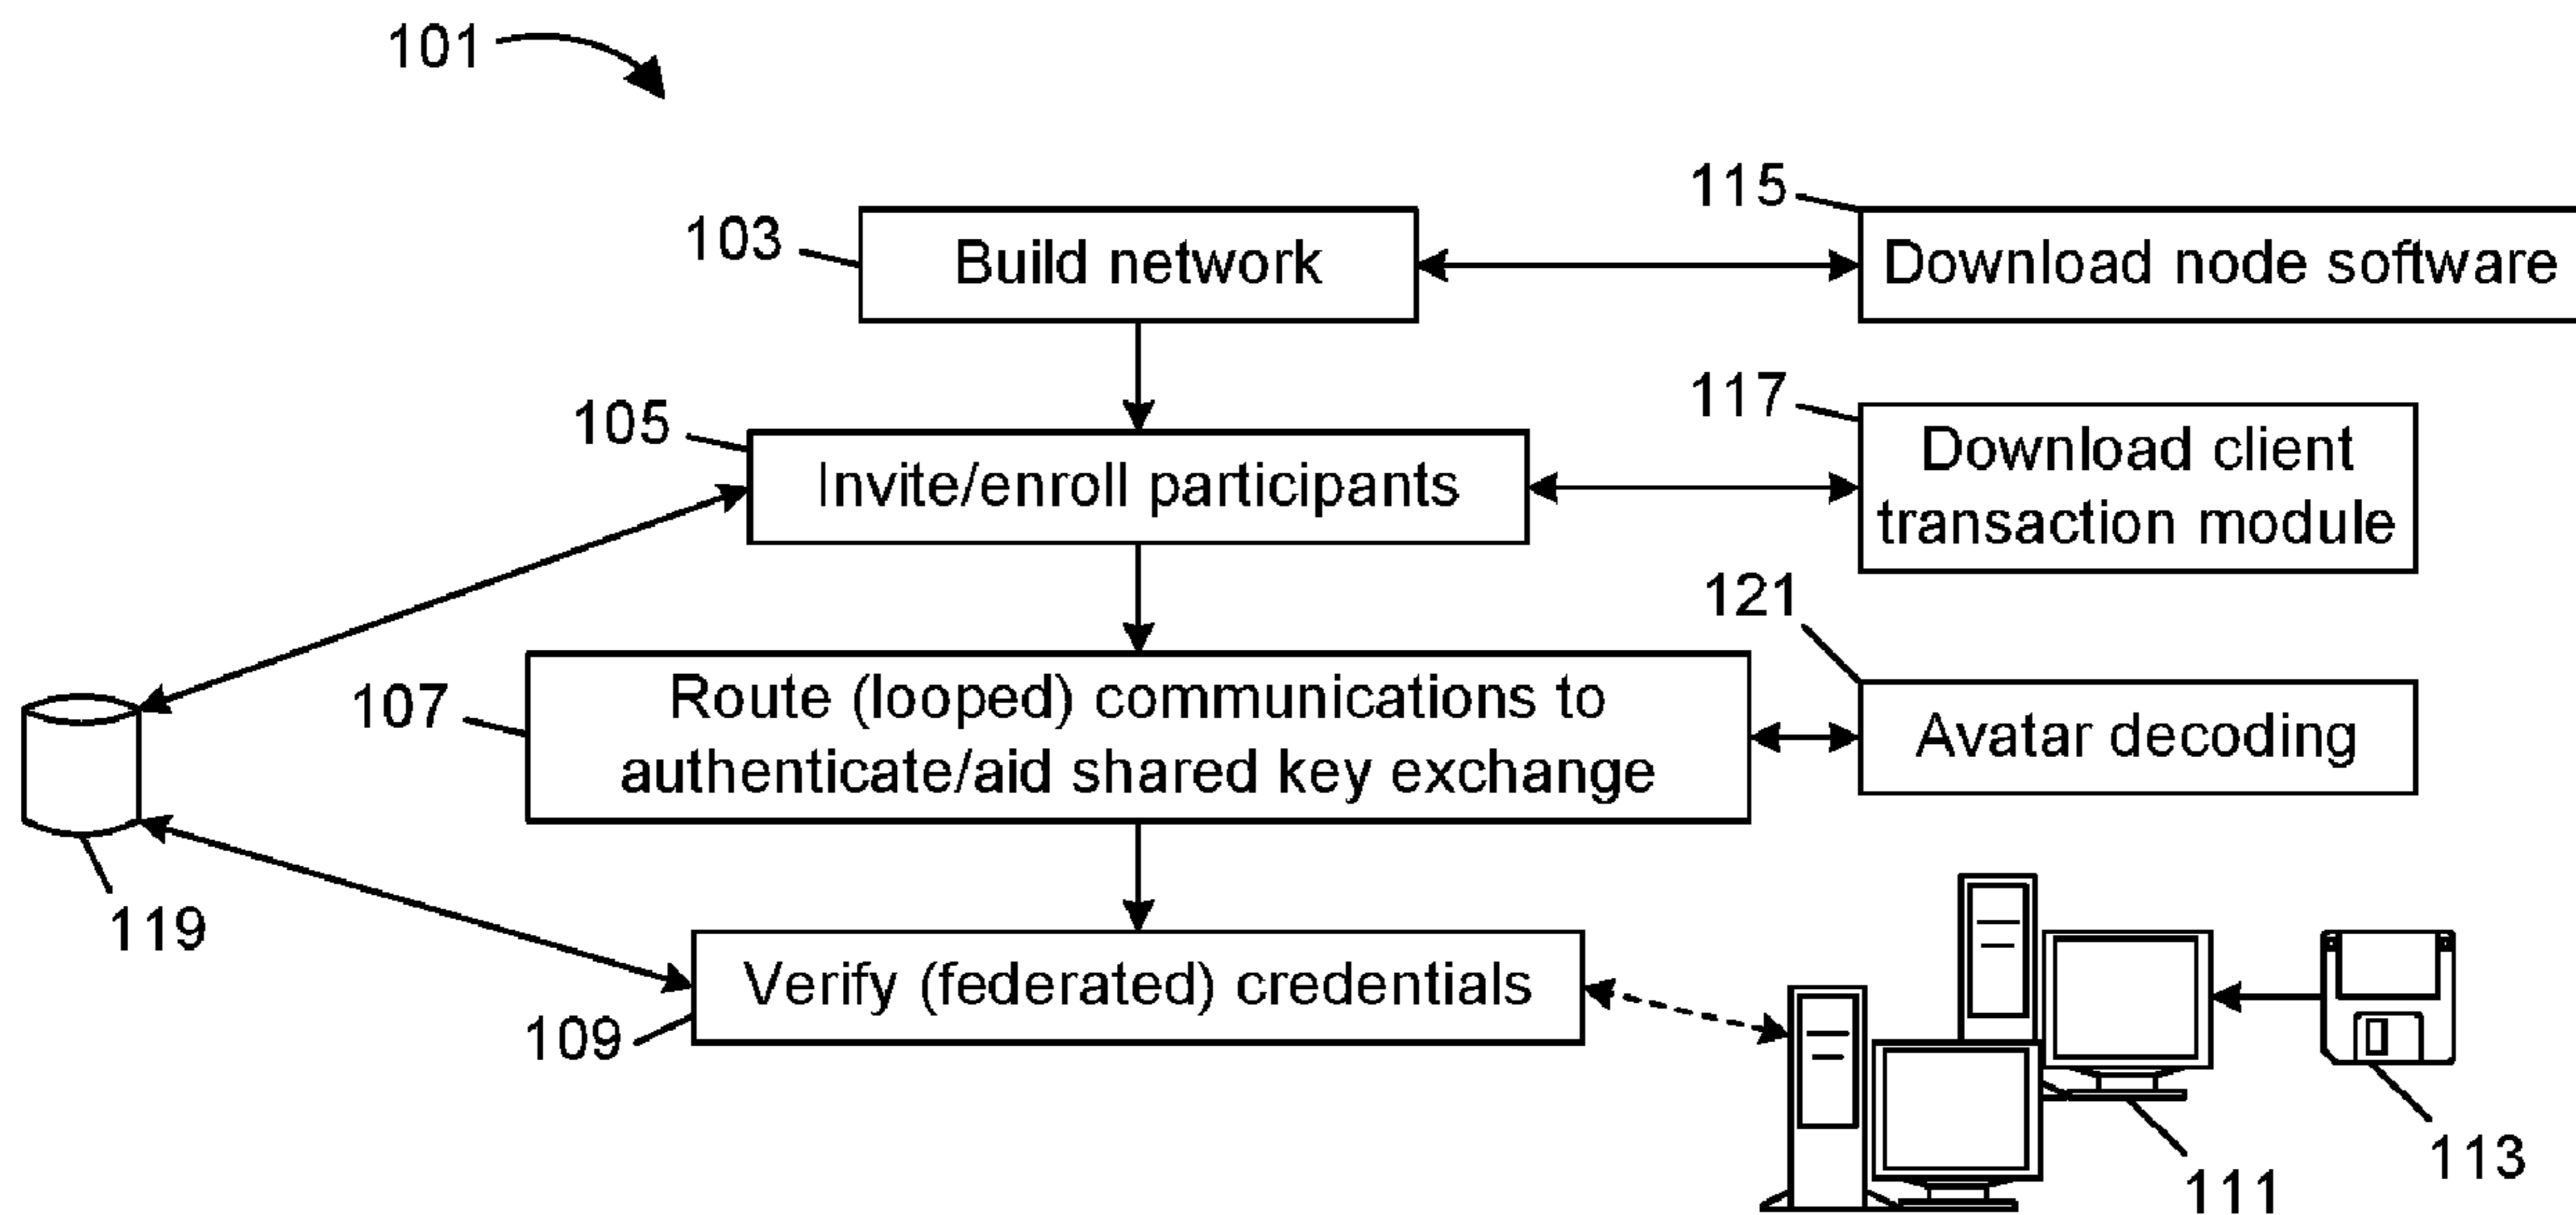 101
115
103
Build network
Download node software
117
105
Invite/enroll participants
Download client
transaction module
121
107
Route (looped) communications to
authenticate/aid shared key exchange
Avatar decoding
119
Verify (federated) credentials
109
113
111